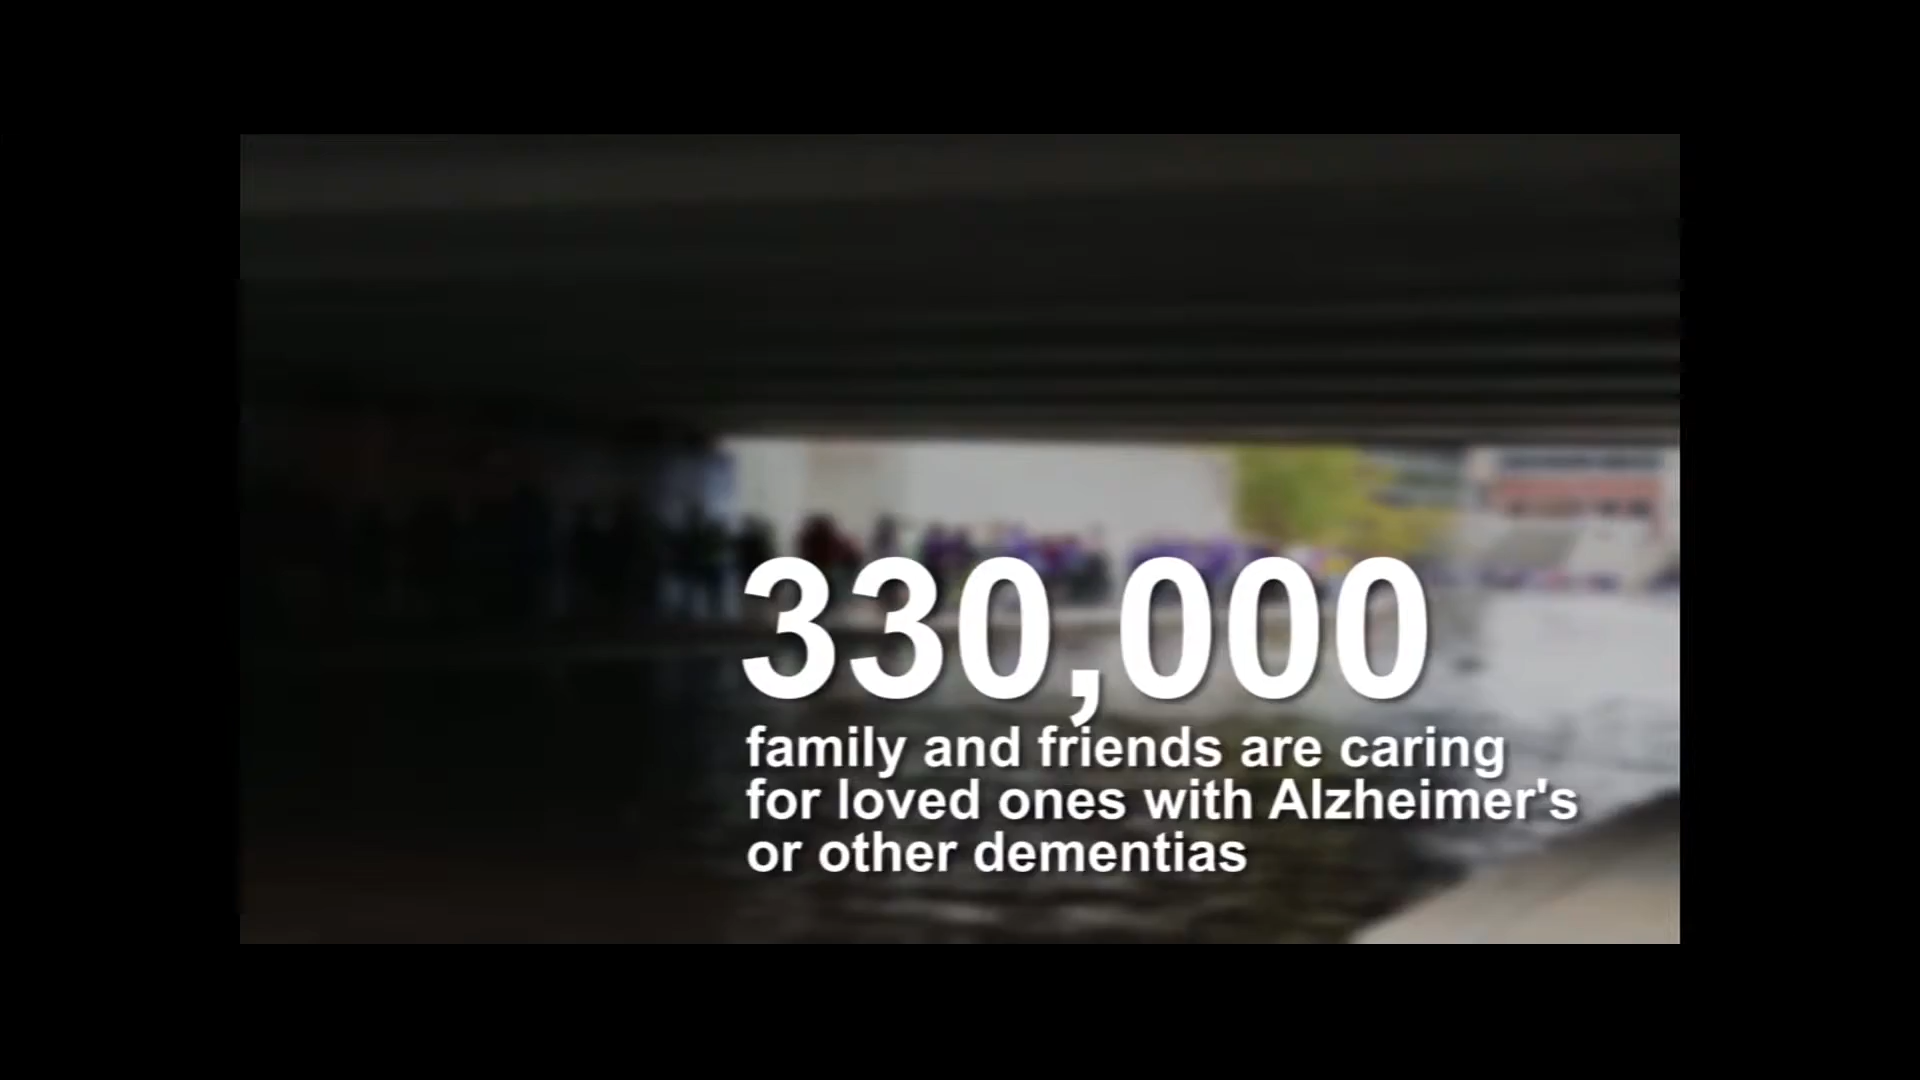 330,000
family and friends are caring
for loved ones with Alzheimer's
or other dementias